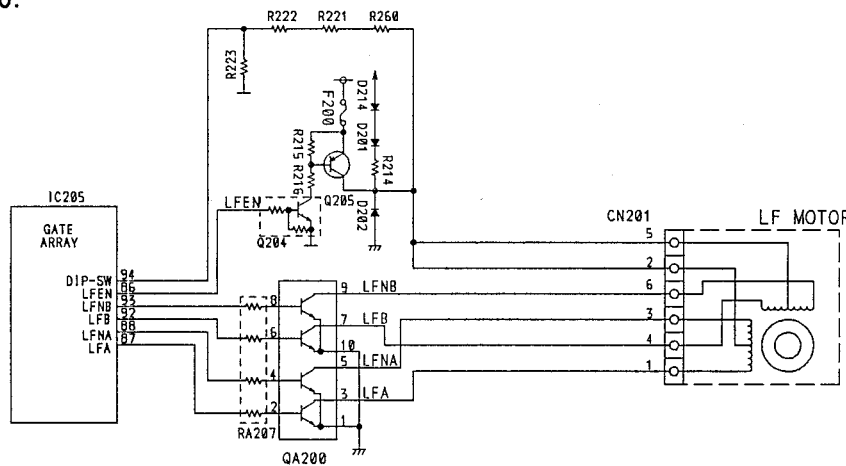 R222 R221 R260
R223
F200
D214
D201
R215
R214
R216
Q205
D202
IC205
LFEN
CN201
LF MOTOR
GATE
ARRAY
Q204
5
2
DIP-SW 94
9 LFNB
6
LFEN 86
8
LFNB 93
7 LFB
3
LFB 92
6
10
4
LFNA 88
5 LFNA
LFA 87
4
3 LFA
1
2
1
RA207
QA200